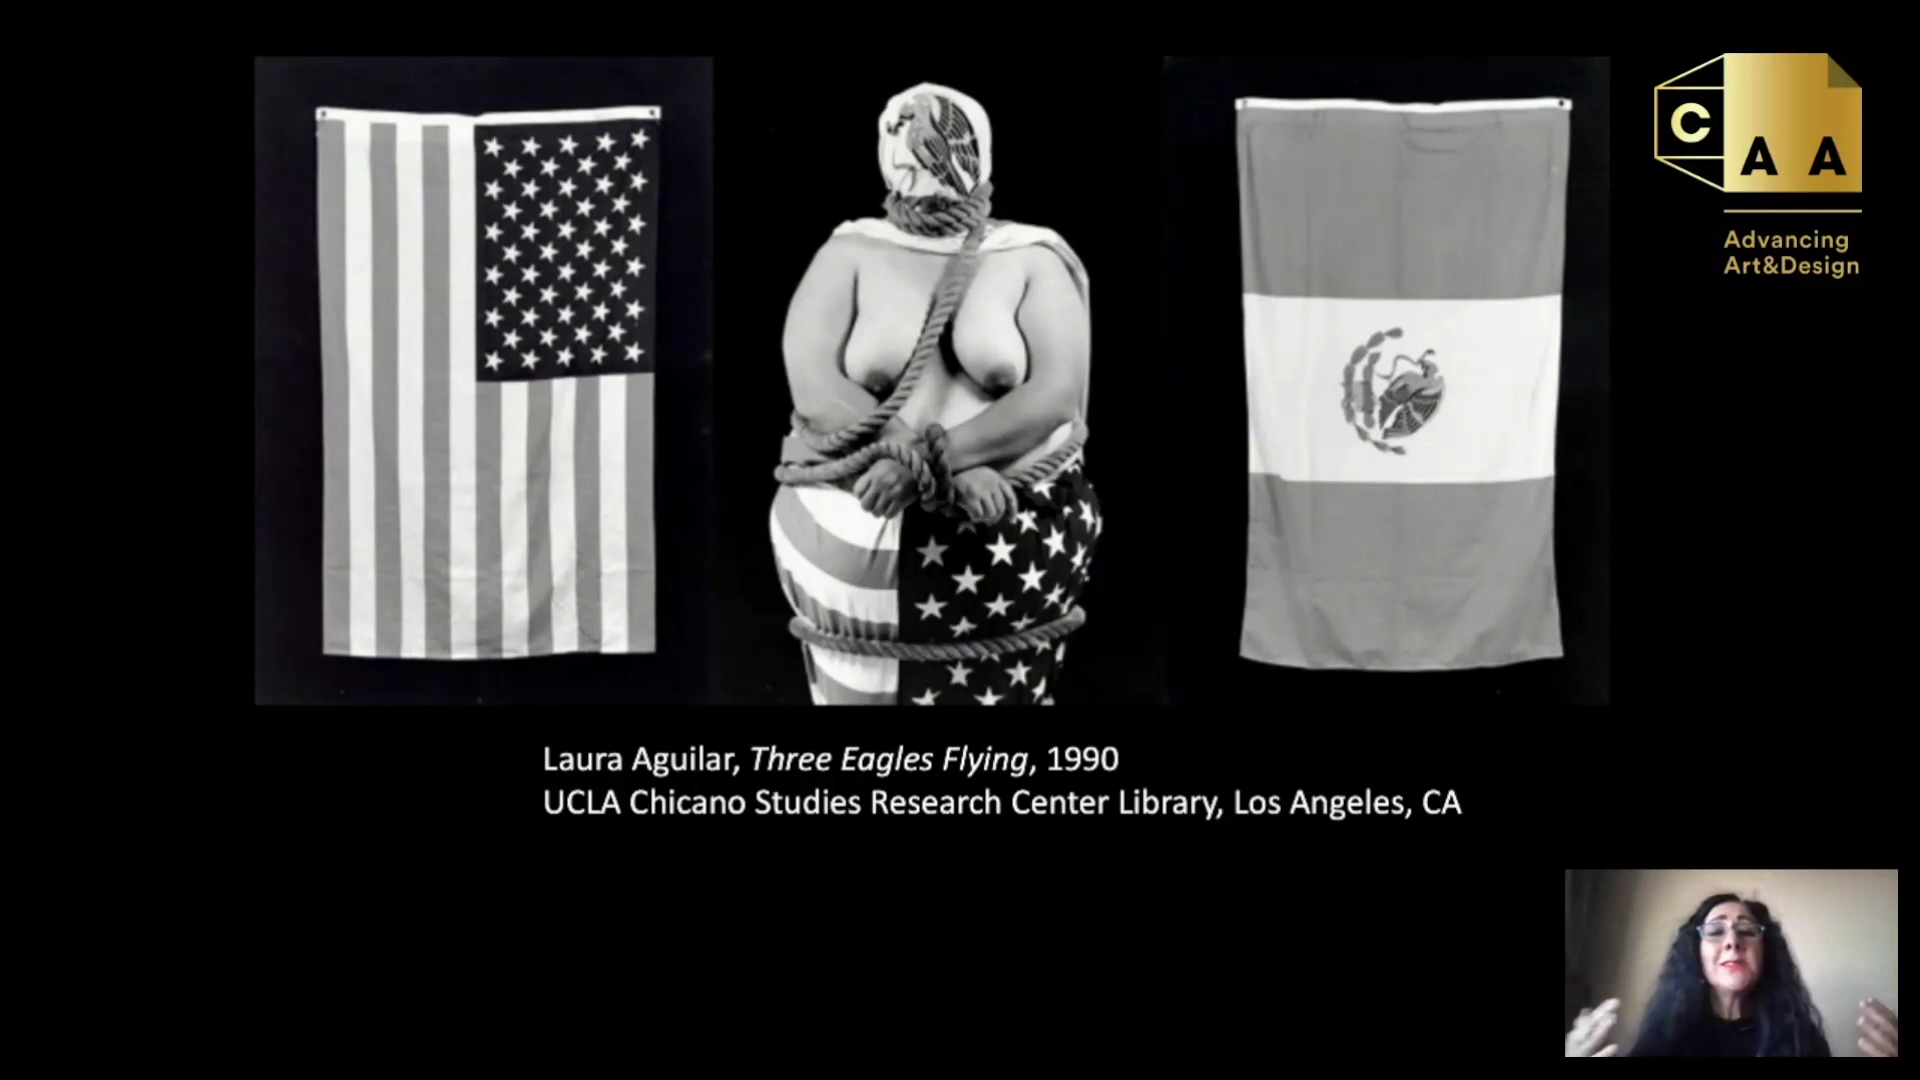 C A A
Advancing
Art&Design
Laura Aguilar, Three Eagles Flying, 1990
UCLA Chicano Studies Research Center Library, Los Angeles, CA